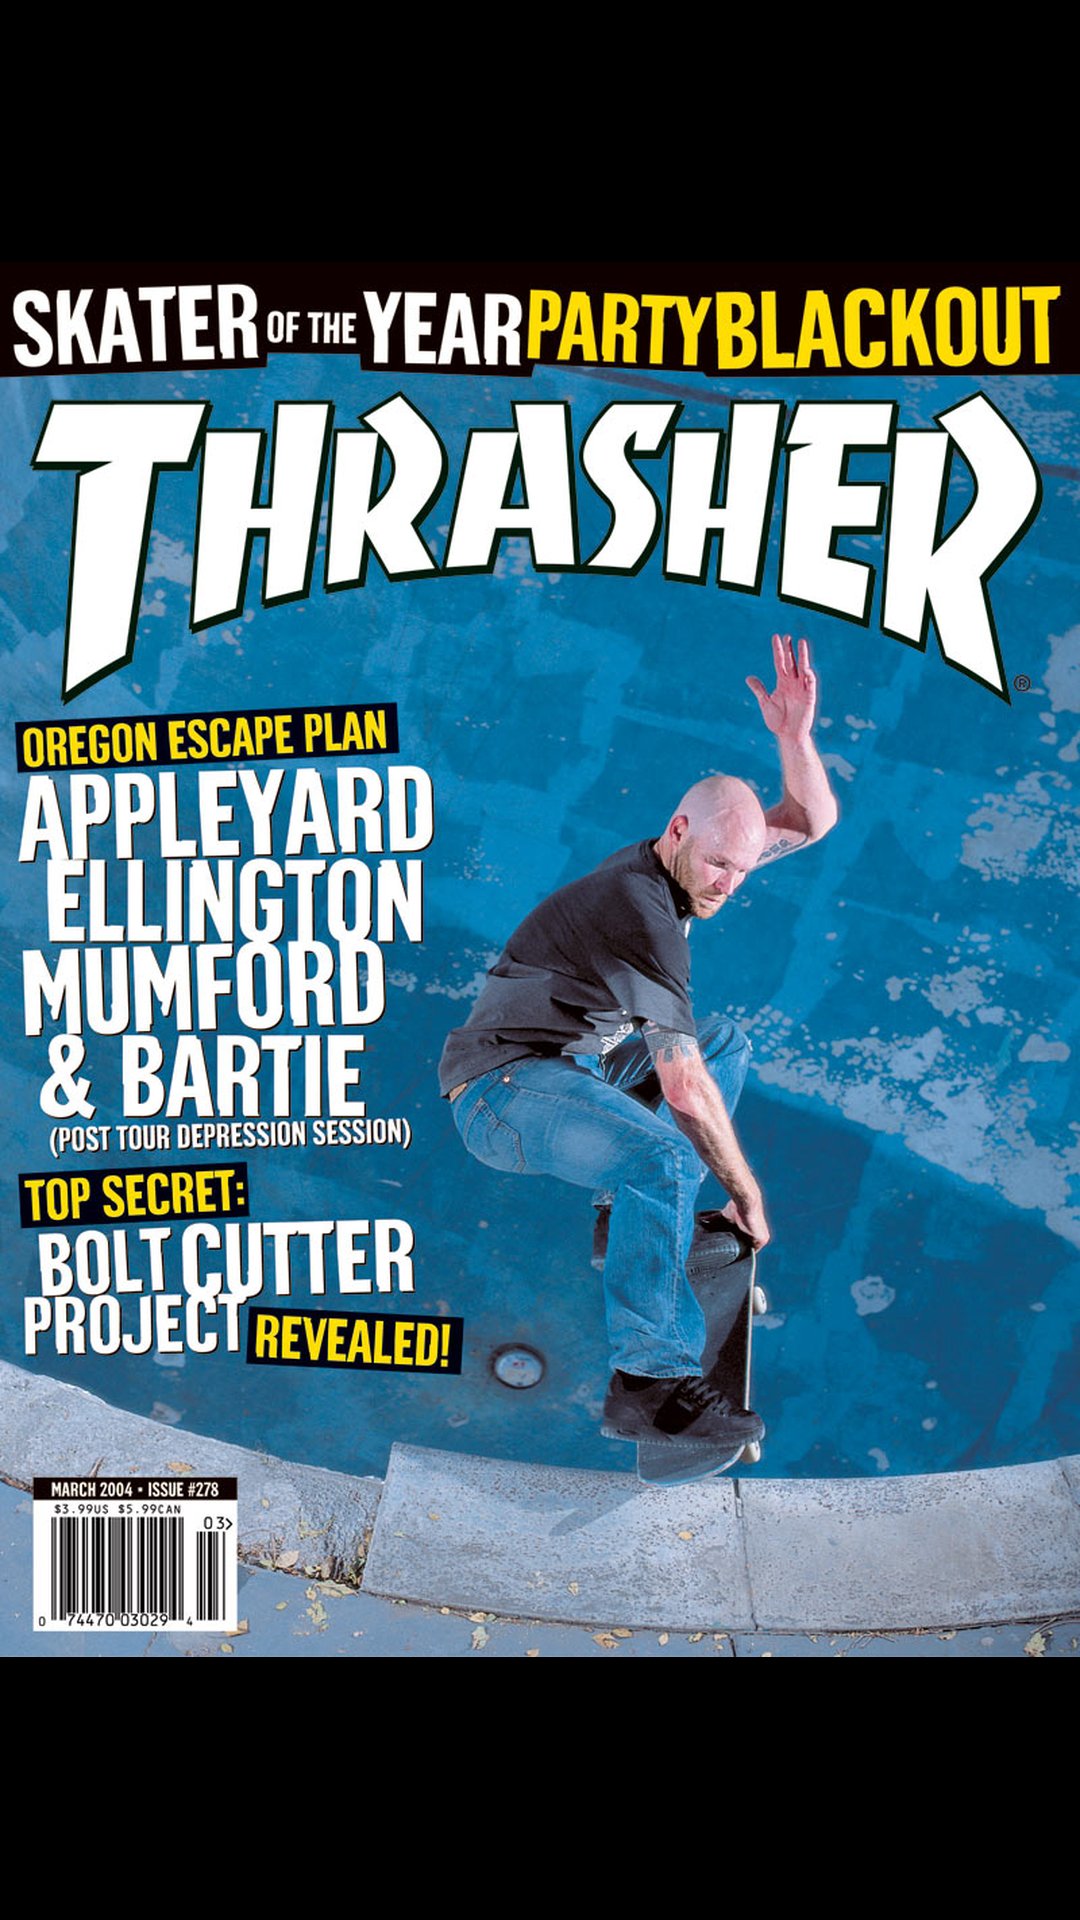 SKATER OF THE YEAR PARTY BLACKOUT
THRASHER
®
OREGON ESCAPE PLAN
APPLEYARD
ELLINGTON
MUMFORD
& BARTIE
(POST TOUR DEPRESSION SESSION)
TOP SECRET:
BOLT CUTTER
PROJECT REVEALED!
MARCH 2004 • ISSUE #278
$3.99US $5.99CAN
03>
0 74470 03029 4